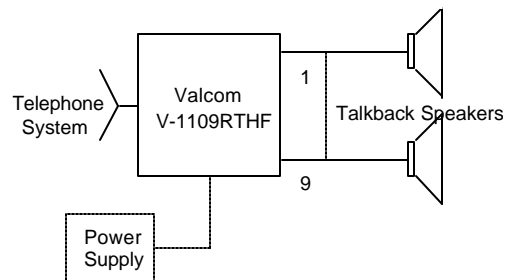 Telephone
System
Valcom
V-1109RTHF
1
Talkback Speakers
9
Power
Supply